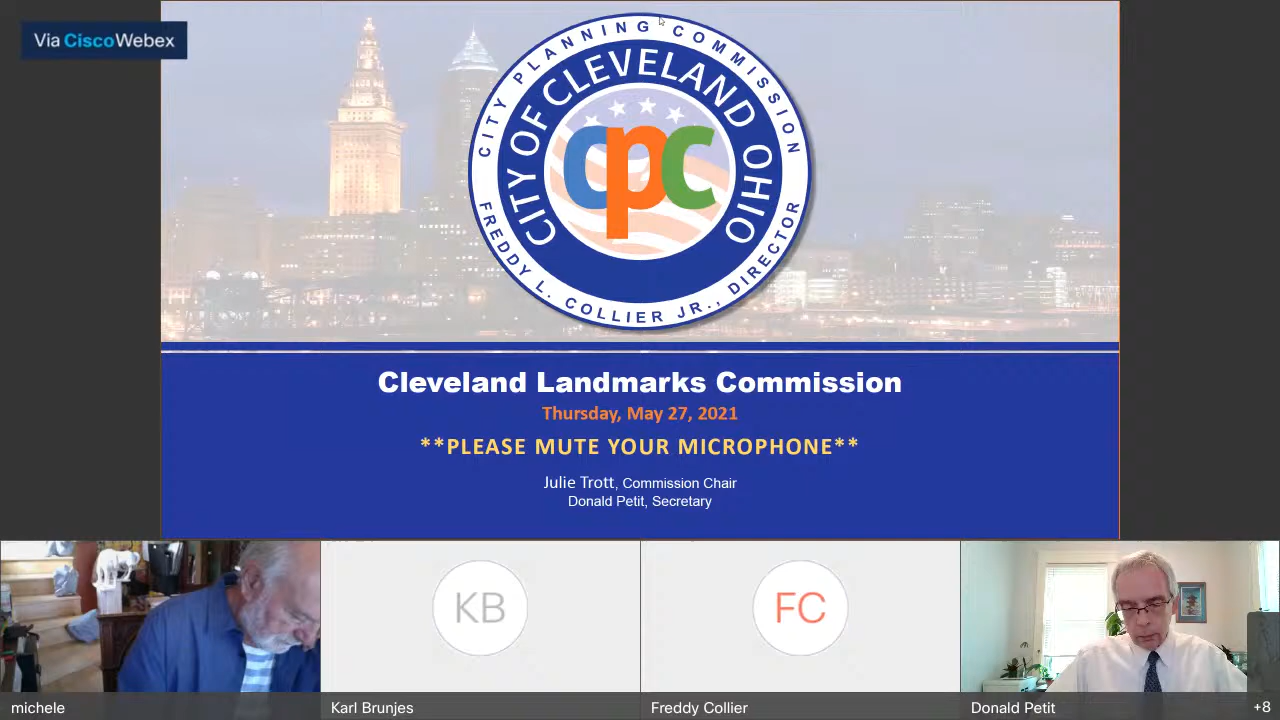 Via CiscoWebex
CITY PLANNING COMMISSION
CITY OF CLEVELAND OHIO
cpc
FREDDY L. COLLIER JR., DIRECTOR
Cleveland Landmarks Commission
Thursday, May 27, 2021
**PLEASE MUTE YOUR MICROPHONE**
Julie Trott, Commission Chair
Donald Petit, Secretary
KB
FC
michele
Karl Brunjes
Freddy Collier
Donald Petit
+8